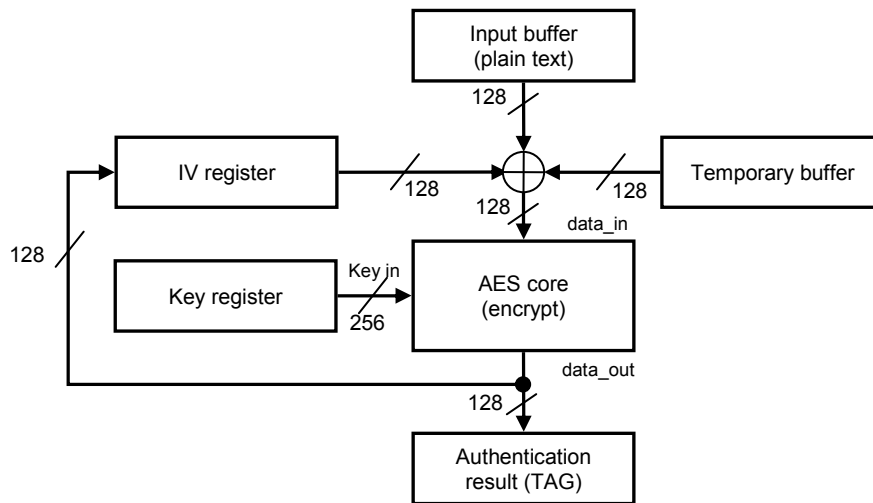 Input buffer
(plain text)
128
IV register
128
128
Temporary buffer
128
data_in
128
Key register
Key in
256
AES core
(encrypt)
data_out
128
Authentication
result (TAG)